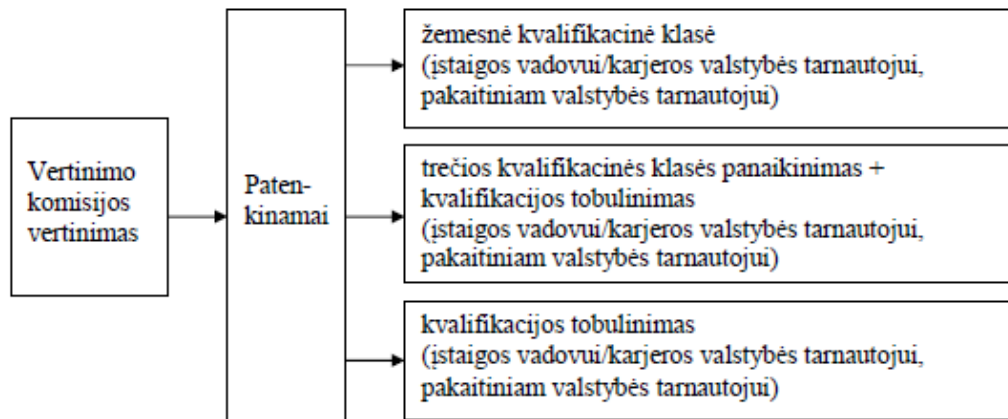 Vertinimo
komisijos
vertinimas
Paten-
kinamai
žemesnė kvalifikacinė klasė
(įstaigos vadovui/karjeros valstybės tarnautojui,
pakaitiniam valstybės tarnautojui)
trečios kvalifikacinės klasės panaikinimas +
kvalifikacijos tobulinimas
(įstaigos vadovui/karjeros valstybės tarnautojui,
pakaitiniam valstybės tarnautojui)
kvalifikacijos tobulinimas
(įstaigos vadovui/karjeros valstybės tarnautojui,
pakaitiniam valstybės tarnautojui)